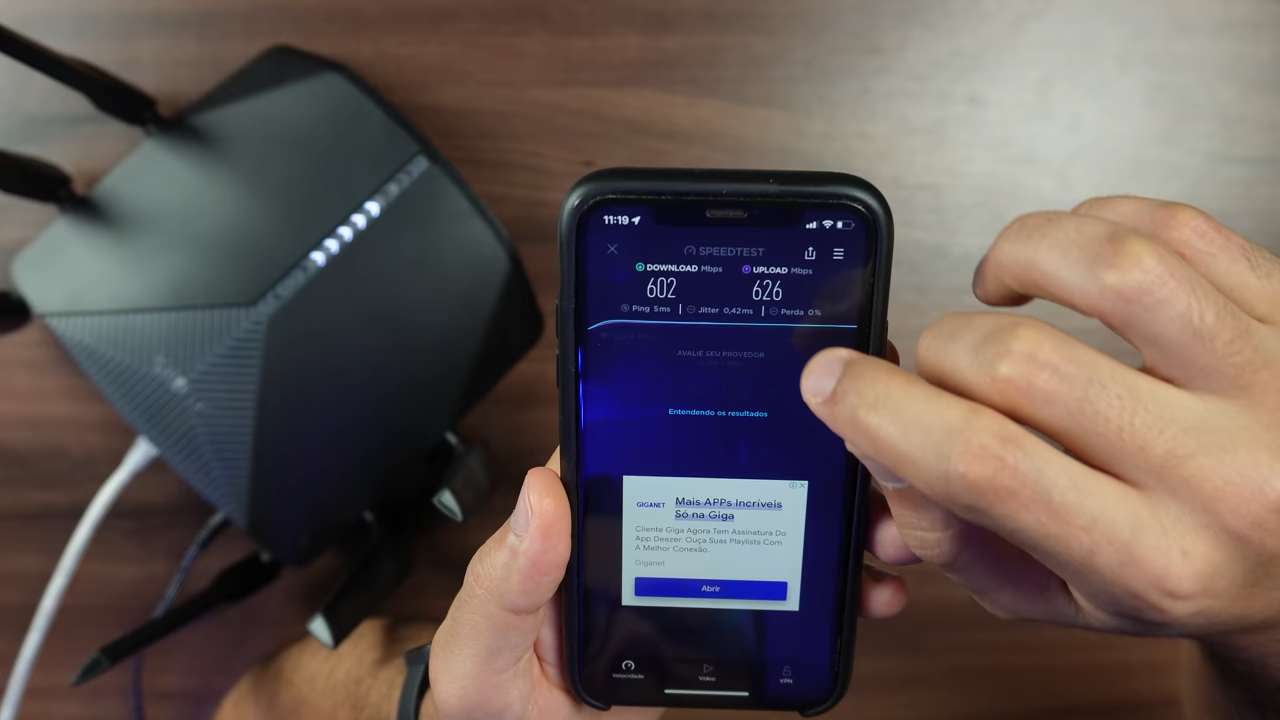 11:19
SPEEDTEST
DOWNLOAD Mbps UPLOAD Mbps
602 626
Ping 5ms Jitter 0,42ms Perda 0%
AVALIE SEU PROVEDOR
Entendendo os resultados
GIGANET
Mais APPs Incríveis
Só na Giga
Cliente Giga Agora Tem Assinatura Do
App Deezer. Ouça Suas Playlists Com
A Melhor Conexão.
Giganet
Abrir
Velocidade Vídeo VPN